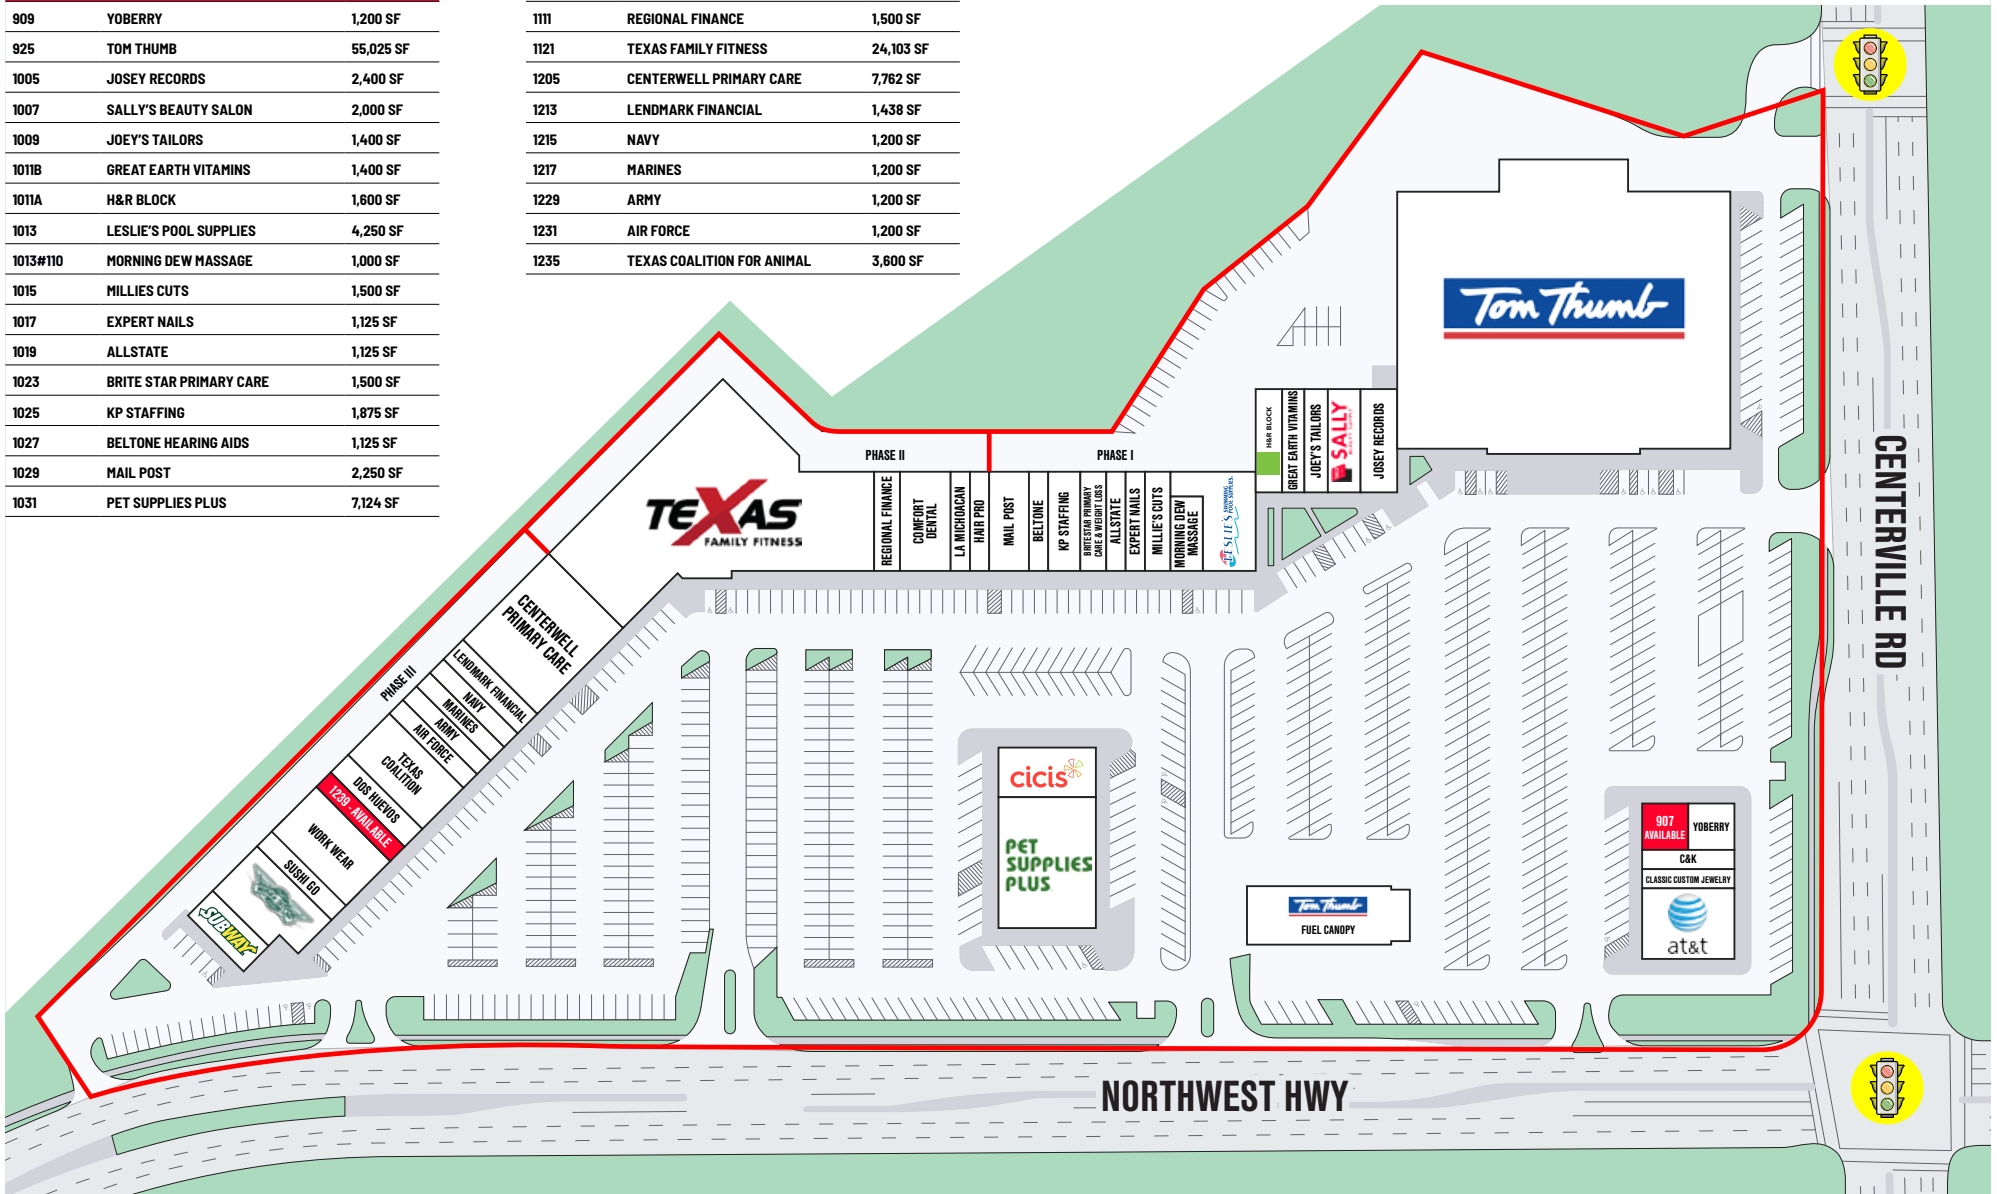 909 YOBERRY 1,200 SF
925 TOM THUMB 55,025 SF
1005 JOSEY RECORDS 2,400 SF
1007 SALLY'S BEAUTY SALON 2,000 SF
1009 JOEY'S TAILORS 1,400 SF
1011B GREAT EARTH VITAMINS 1,400 SF
1011A H&R BLOCK 1,600 SF
1013 LESLIE'S POOL SUPPLIES 4,250 SF
1013#110 MORNING DEW MASSAGE 1,000 SF
1015 MILLIES CUTS 1,500 SF
1017 EXPERT NAILS 1,125 SF
1019 ALLSTATE 1,125 SF
1023 BRITE STAR PRIMARY CARE 1,500 SF
1025 KP STAFFING 1,875 SF
1027 BELTONE HEARING AIDS 1,125 SF
1029 MAIL POST 2,250 SF
1031 PET SUPPLIES PLUS 7,124 SF
1111 REGIONAL FINANCE 1,500 SF
1121 TEXAS FAMILY FITNESS 24,103 SF
1205 CENTERWELL PRIMARY CARE 7,762 SF
1213 LENDMARK FINANCIAL 1,438 SF
1215 NAVY 1,200 SF
1217 MARINES 1,200 SF
1229 ARMY 1,200 SF
1231 AIR FORCE 1,200 SF
1235 TEXAS COALITION FOR ANIMAL 3,600 SF
Tom Thumb
H&R BLOCK
GREAT EARTH VITAMINS
JOEY'S TAILORS
SALLY
JOSEY RECORDS
PHASE II
PHASE I
TEXAS
FAMILY FITNESS
REGIONAL FINANCE
COMFORT
DENTAL
LA MICHOACAN
HAIR PRO
MAIL POST
BELTONE
KP STAFFING
BRITESTAR PRIMARY
CARE & WEIGHT LOSS
ALLSTATE
EXPERT NAILS
MILLIE'S CUTS
MORNING DEW
MASSAGE
LESLIE'S
SWIMMING
POOL SUPPLIES
CENTERVILLE RD
PHASE III
CENTERWELL
PRIMARY CARE
LENDMARK FINANCIAL
NAVY
MARINES
ARMY
AIR FORCE
TEXAS
COALITION
DOS HUEVOS
1239 - AVAILABLE
WORK WEAR
SUSHI GO
SUBWAY
cicis
PET
SUPPLIES
PLUS
Tom Thumb
FUEL CANOPY
907
AVAILABLE
YOBERRY
C&K
CLASSIC CUSTOM JEWELRY
at&t
NORTHWEST HWY